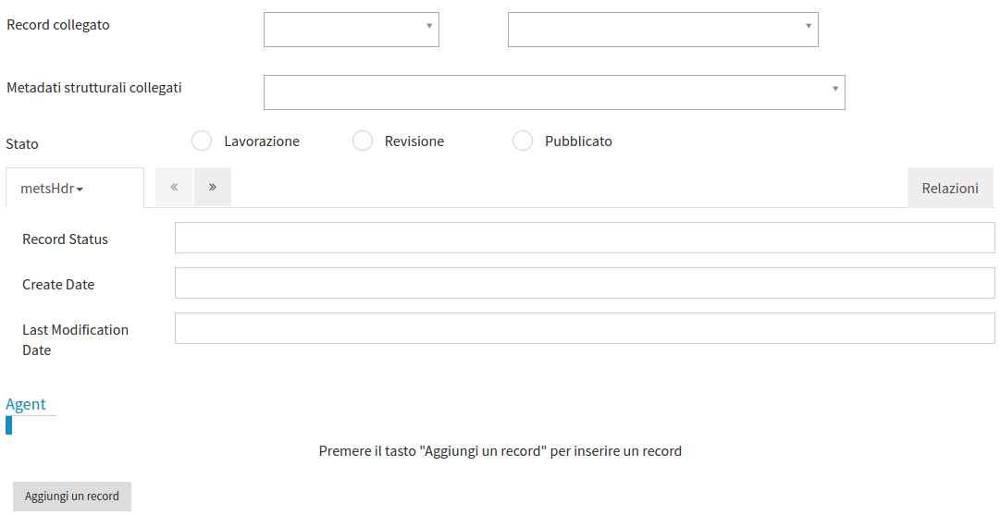 Record collegato
Metadati strutturali collegati
Stato
Lavorazione
Revisione
Pubblicato
metsHdr
«
»
Relazioni
Record Status
Create Date
Last Modification
Date
Agent
Premere il tasto "Aggiungi un record" per inserire un record
Aggiungi un record